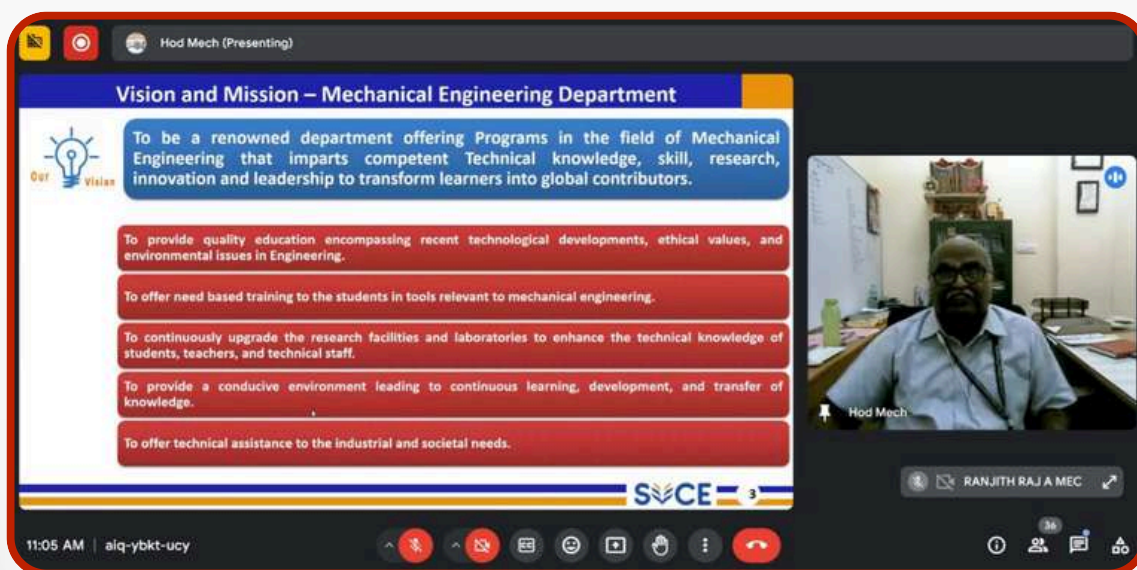 Hod Mech (Presenting)
Vision and Mission – Mechanical Engineering Department
Our Vision
To be a renowned department offering Programs in the field of Mechanical
Engineering that imparts competent Technical knowledge, skill, research,
innovation and leadership to transform learners into global contributors.
To provide quality education encompassing recent technological developments, ethical values, and
environmental issues in Engineering.
To offer need based training to the students in tools relevant to mechanical engineering.
To continuously upgrade the research facilities and laboratories to enhance the technical knowledge of
students, teachers, and technical staff.
To provide a conducive environment leading to continuous learning, development, and transfer of
knowledge.
To offer technical assistance to the industrial and societal needs.
SVCE 3
Hod Mech
RANJITH RAJ A MEC
11:05 AM | aiq-ybkt-ucy
CC
36